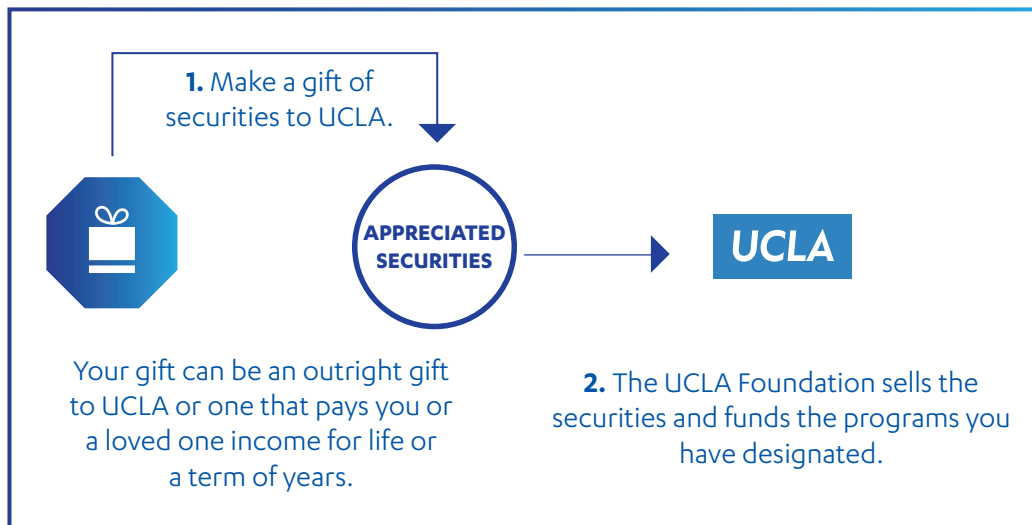 1. Make a gift of
securities to UCLA.
APPRECIATED
SECURITIES
UCLA
Your gift can be an outright gift
to UCLA or one that pays you or
a loved one income for life or
a term of years.
2. The UCLA Foundation sells the
securities and funds the programs you
have designated.